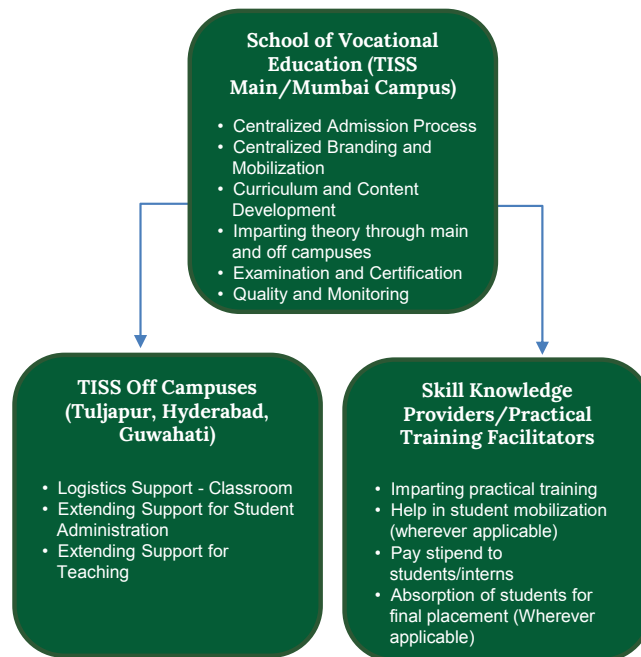 School of Vocational
Education (TISS
Main/Mumbai Campus)
• Centralized Admission Process
• Centralized Branding and
Mobilization
• Curriculum and Content
Development
• Imparting theory through main
and off campuses
• Examination and Certification
• Quality and Monitoring
TISS Off Campuses
(Tuljapur, Hyderabad,
Guwahati)
• Logistics Support - Classroom
• Extending Support for Student
Administration
• Extending Support for
Teaching
Skill Knowledge
Providers/Practical
Training Facilitators
• Imparting practical training
• Help in student mobilization
(wherever applicable)
• Pay stipend to
students/interns
• Absorption of students for
final placement (Wherever
applicable)